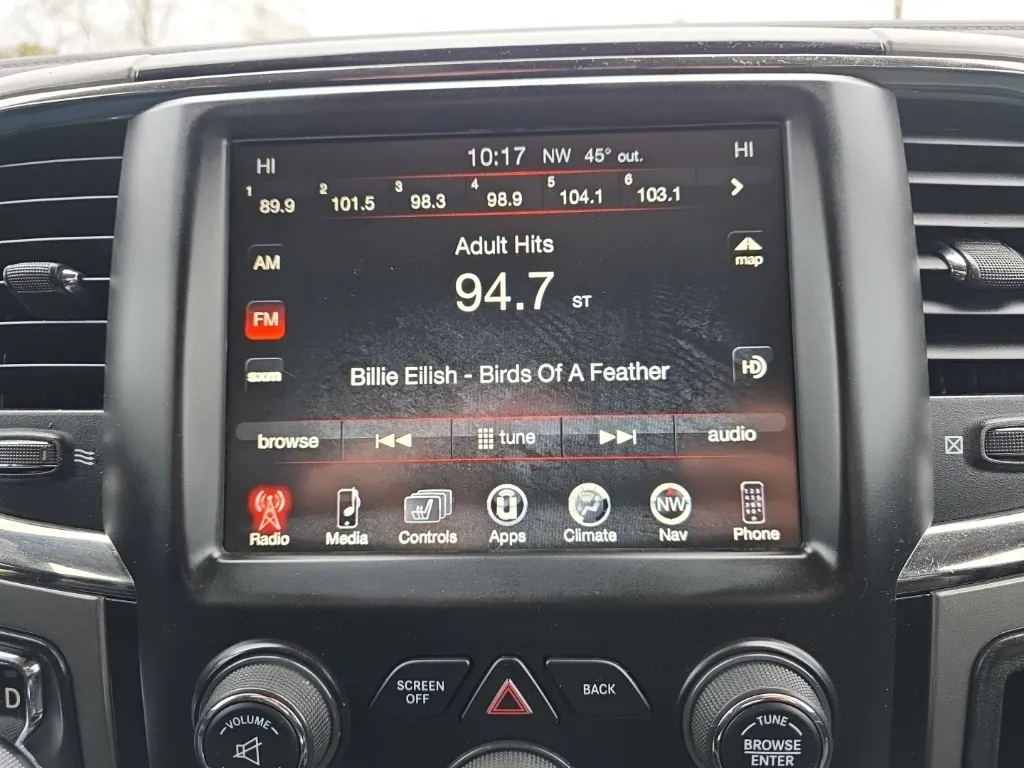 HI 10:17 NW 45° out. HI
1 89.9 2 101.5 3 98.3 4 98.9 5 104.1 6 103.1
Adult Hits
AM
map
94.7 ST
FM
sxm
Billie Eilish - Birds Of A Feather
HD
browse tune audio
NW
Radio Media Controls Apps Climate Nav Phone
SCREEN
OFF
BACK
D
VOLUME
TUNE
BROWSE
ENTER